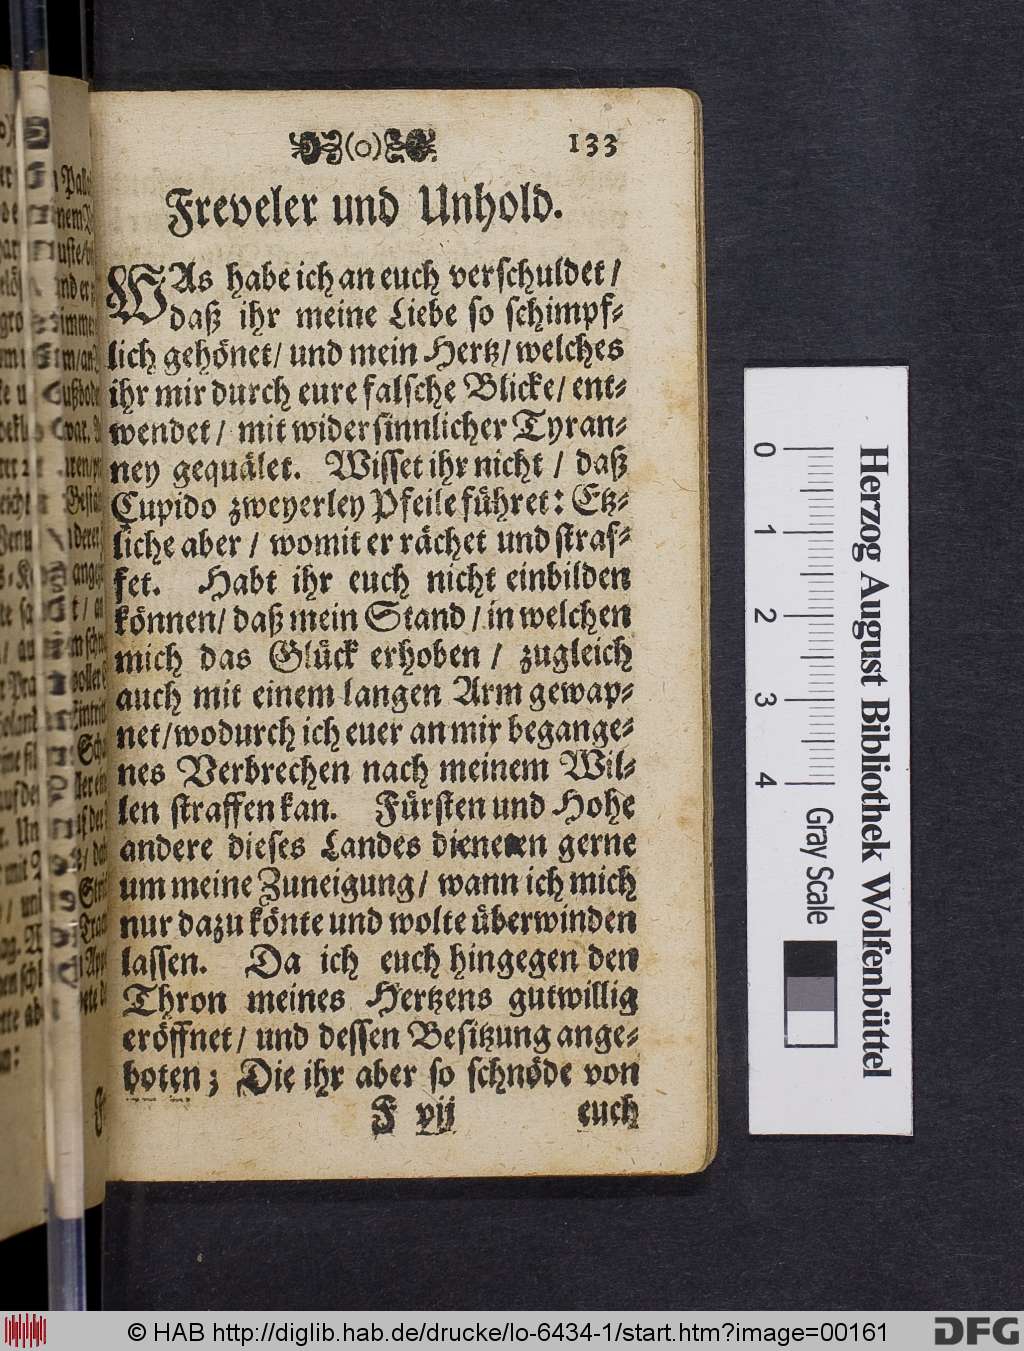 (o) 133
Freveler und Unhold.
WAs habe ich an euch verschuldet /
daß ihr meine Liebe so schimpf-
lich gehönet / und mein Hertz / welches
ihr mir durch eure falsche Blicke / ent-
wendet / mit widersinnlicher Tyran-
ney gequälet. Wisset ihr nicht / daß
Cupido zweyerley Pfeile führet: Etz-
liche aber / womit er rächet und straf-
fet. Habt ihr euch nicht einbilden
können / daß mein Stand / in welchen
mich das Glück erhoben / zugleich
auch mit einem langen Arm gewap-
net / wodurch ich euer an mir begange-
nes Verbrechen nach meinem Wil-
len straffen kan. Fürsten und Hohe
andere dieses Landes dieneten gerne
um meine Zuneigung / wann ich mich
nur dazu könte und wolte überwinden
lassen. Da ich euch hingegen den
Thron meines Hertzens gutwillig
eröffnet / und dessen Besitzung ange-
boten ; Die ihr aber so schnöde von
F vij euch
0 1 2 3 4
Gray Scale
Herzog August Bibliothek Wolfenbüttel
© HAB http://diglib.hab.de/drucke/lo-6434-1/start.htm?image=00161
DFG